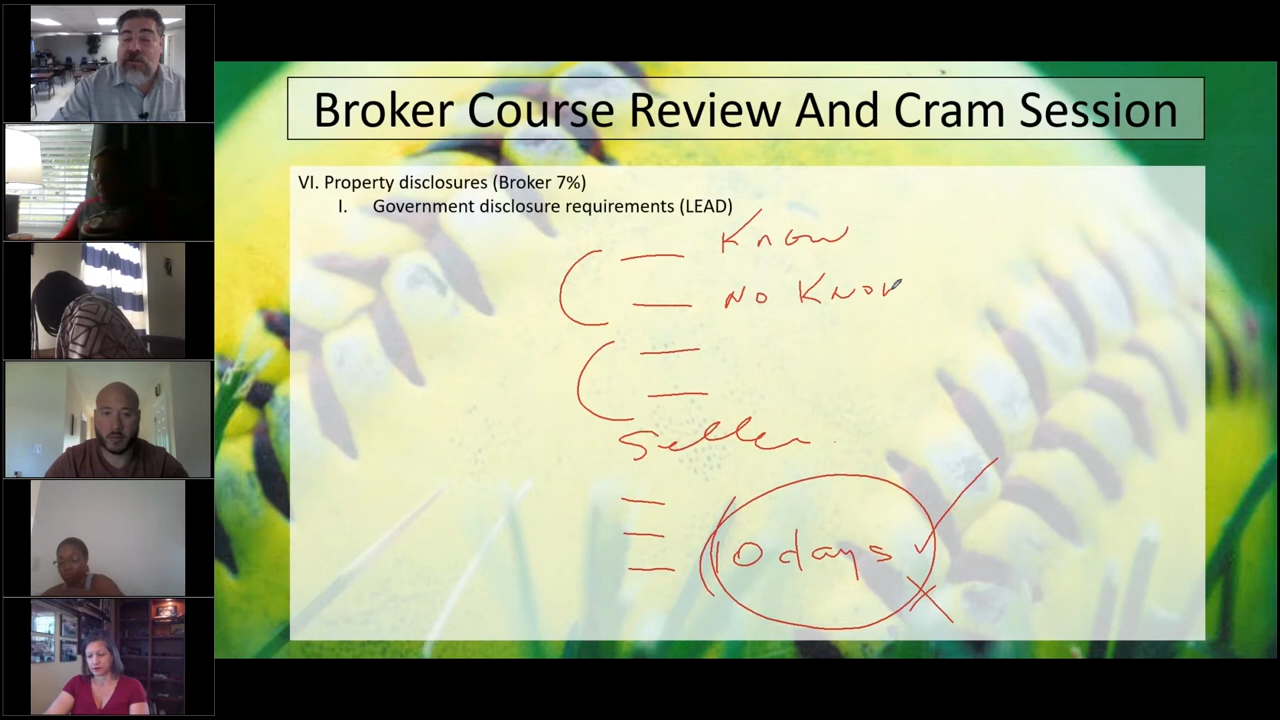 Broker Course Review And Cram Session
VI. Property disclosures (Broker 7%)
I. Government disclosure requirements (LEAD)
Know
NO KNOW
Seller
10 days